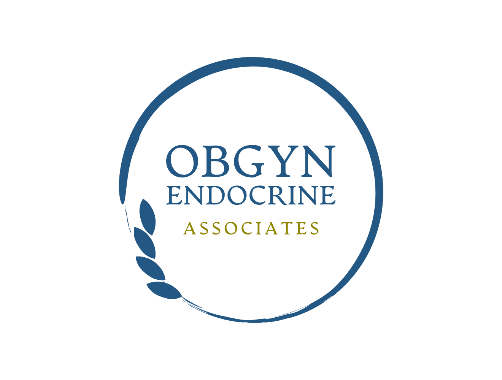 OBGYN
ENDOCRINE
ASSOCIATES